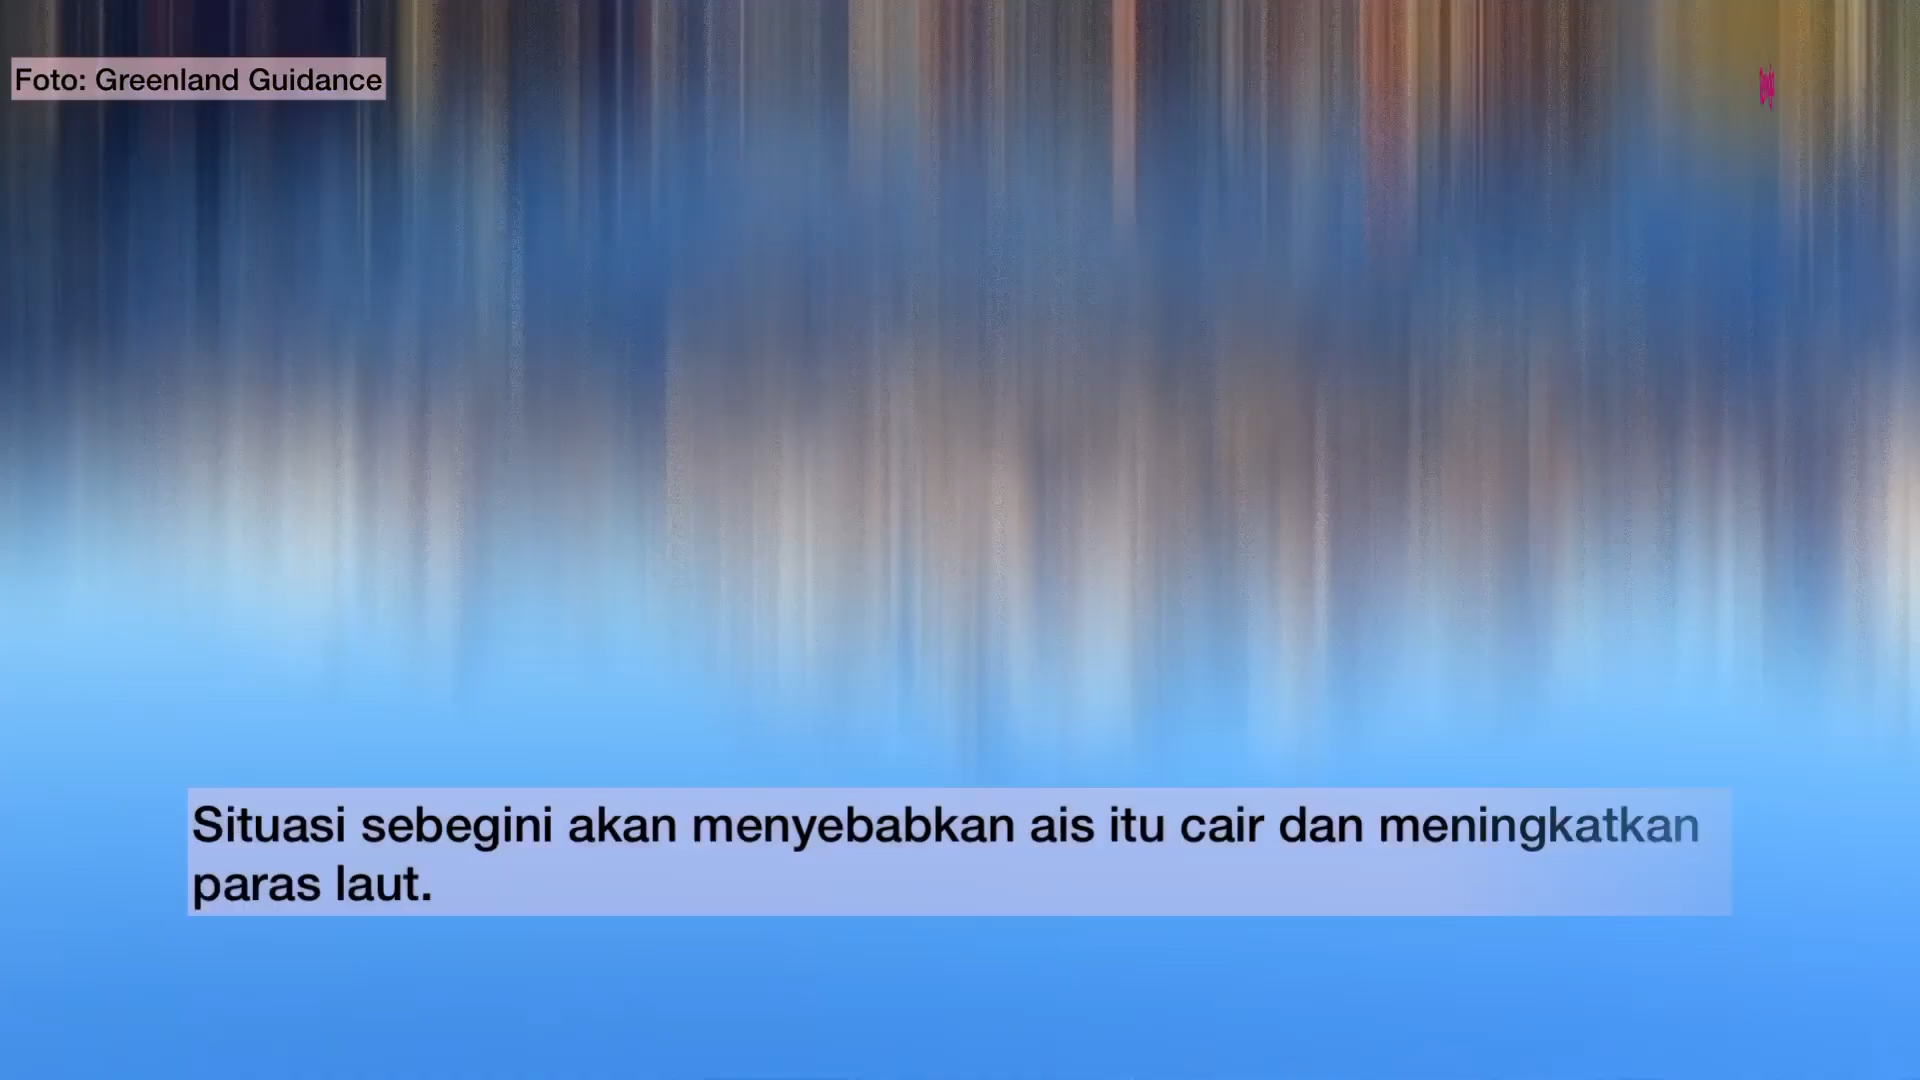 Foto: Greenland Guidance
Situasi sebegini akan menyebabkan ais itu cair dan meningkatkan
paras laut.